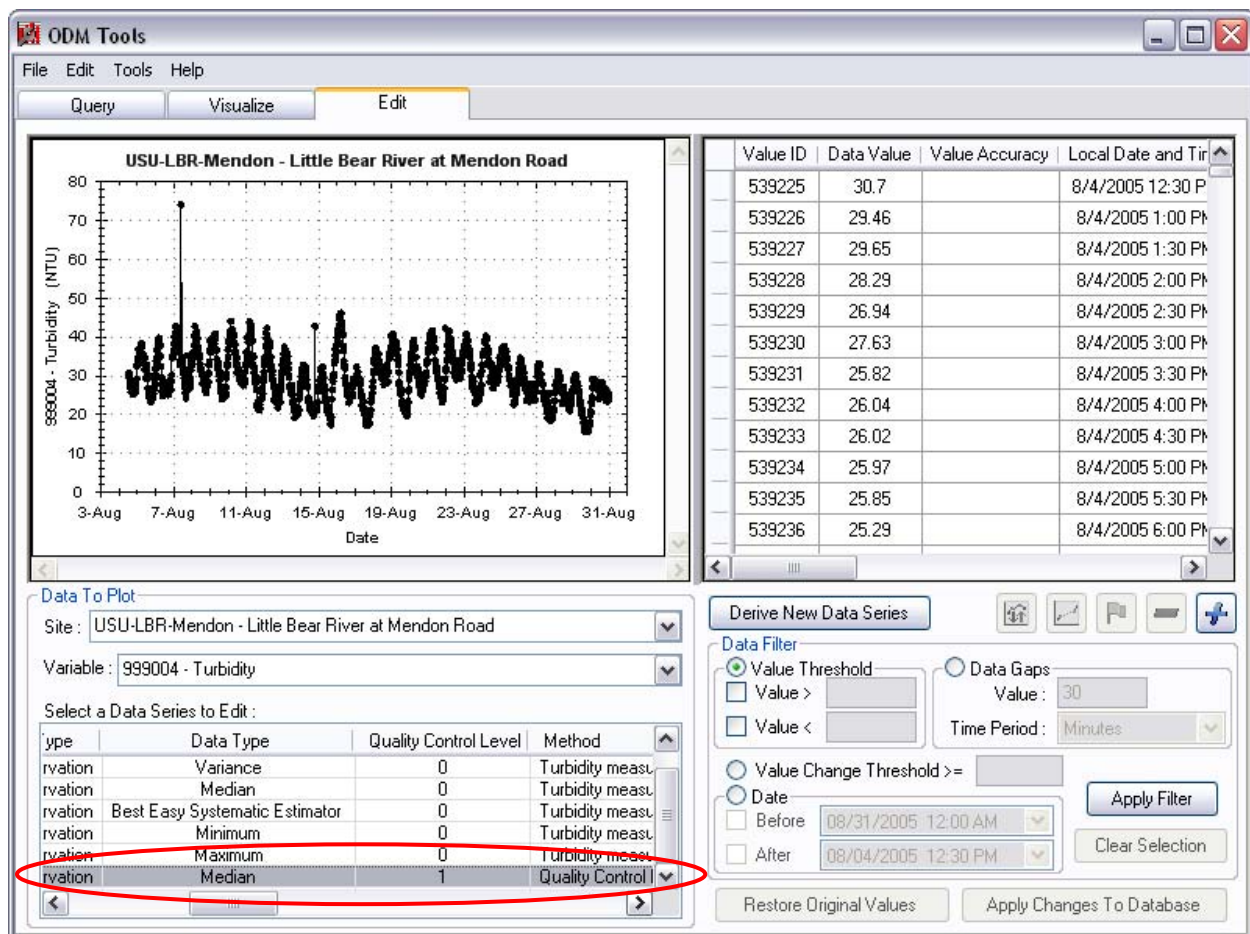 ODM Tools
File Edit Tools Help
Query Visualize Edit
USU-LBR-Mendon - Little Bear River at Mendon Road
999004 - Turbidity (NTU)
80
70
60
50
40
30
20
10
0
3-Aug 7-Aug 11-Aug 15-Aug 19-Aug 23-Aug 27-Aug 31-Aug
Date
Value ID Data Value Value Accuracy Local Date and Tir
539225 30.7 8/4/2005 12:30 P
539226 29.46 8/4/2005 1:00 PM
539227 29.65 8/4/2005 1:30 PM
539228 28.29 8/4/2005 2:00 PM
539229 26.94 8/4/2005 2:30 PM
539230 27.63 8/4/2005 3:00 PM
539231 25.82 8/4/2005 3:30 PM
539232 26.04 8/4/2005 4:00 PM
539233 26.02 8/4/2005 4:30 PM
539234 25.97 8/4/2005 5:00 PM
539235 25.85 8/4/2005 5:30 PM
539236 25.29 8/4/2005 6:00 PM
Data To Plot
Site : USU-LBR-Mendon - Little Bear River at Mendon Road
Variable : 999004 - Turbidity
Select a Data Series to Edit :
ype Data Type Quality Control Level Method
rvation Variance 0 Turbidity measu
rvation Median 0 Turbidity measu
rvation Best Easy Systematic Estimator 0 Turbidity measu
rvation Minimum 0 Turbidity measu
rvation Maximum 0 Turbidity measu
rvation Median 1 Quality Control l
Derive New Data Series
Data Filter
Value Threshold
Value >
Value <
Data Gaps
Value : 30
Time Period : Minutes
Value Change Threshold >=
Date
Before 08/31/2005 12:00 AM
After 08/04/2005 12:30 PM
Apply Filter
Clear Selection
Restore Original Values Apply Changes To Database